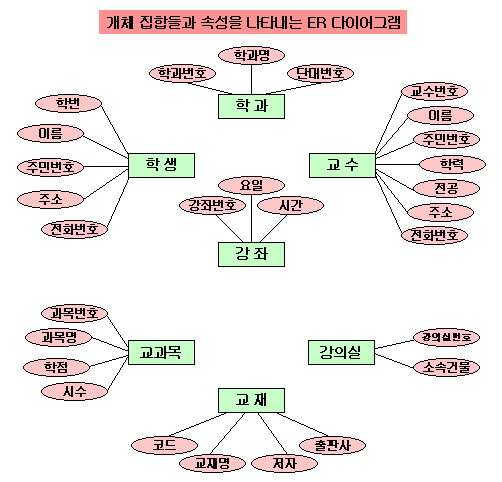 개체 집합들과 속성을 나타내는 ER 다이어그램
학과명
학과번호
단대번호
학 과
학번
이름
주민번호
주소
전화번호
학 생
교수번호
이름
주민번호
학력
전공
주소
전화번호
교 수
요일
강좌번호
시간
강 좌
과목번호
과목명
학점
시수
교과목
강의실번호
소속건물
강의실
교 재
코드
교재명
저자
출판사